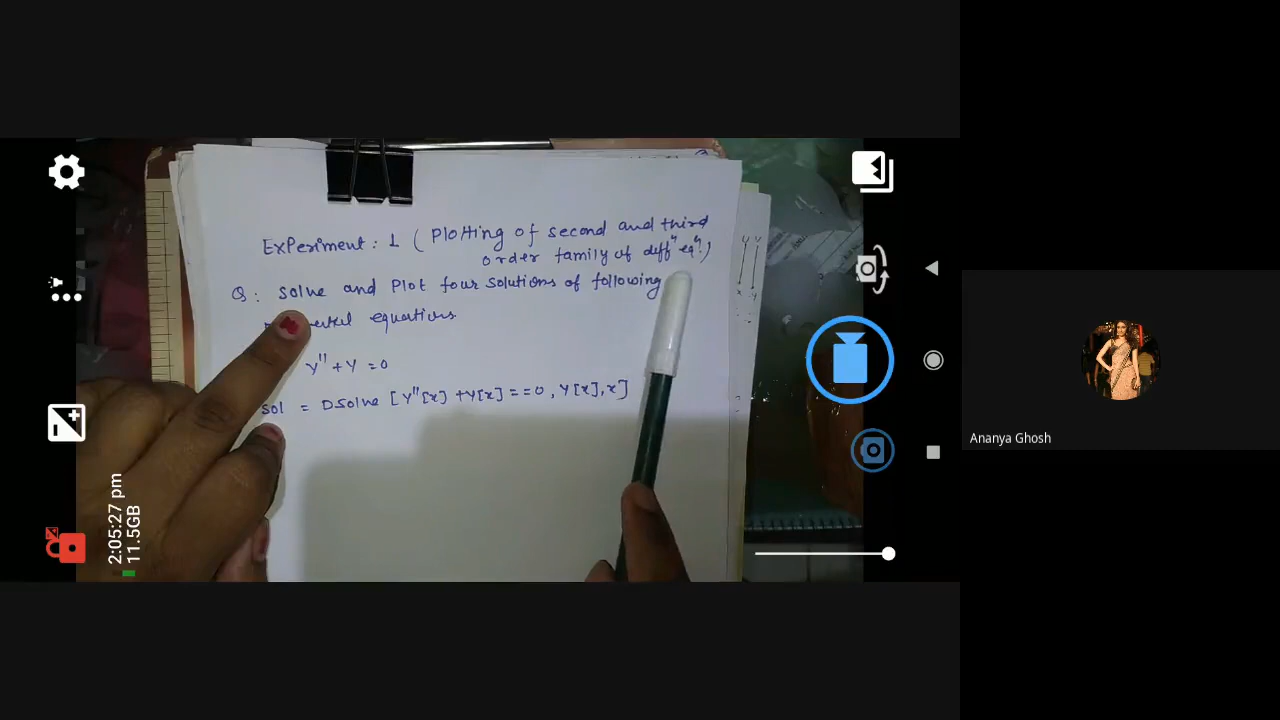 Experiment: 1 ( Plotting of second and third
order family of diffⁿ eqⁿ.)
Q: Solve and Plot four solutions of following
equations
y'' + y = 0
Sol = DSolve [y''[x] + y[x] == 0, y[x], x]
2:05:27 pm
11.5GB
Ananya Ghosh